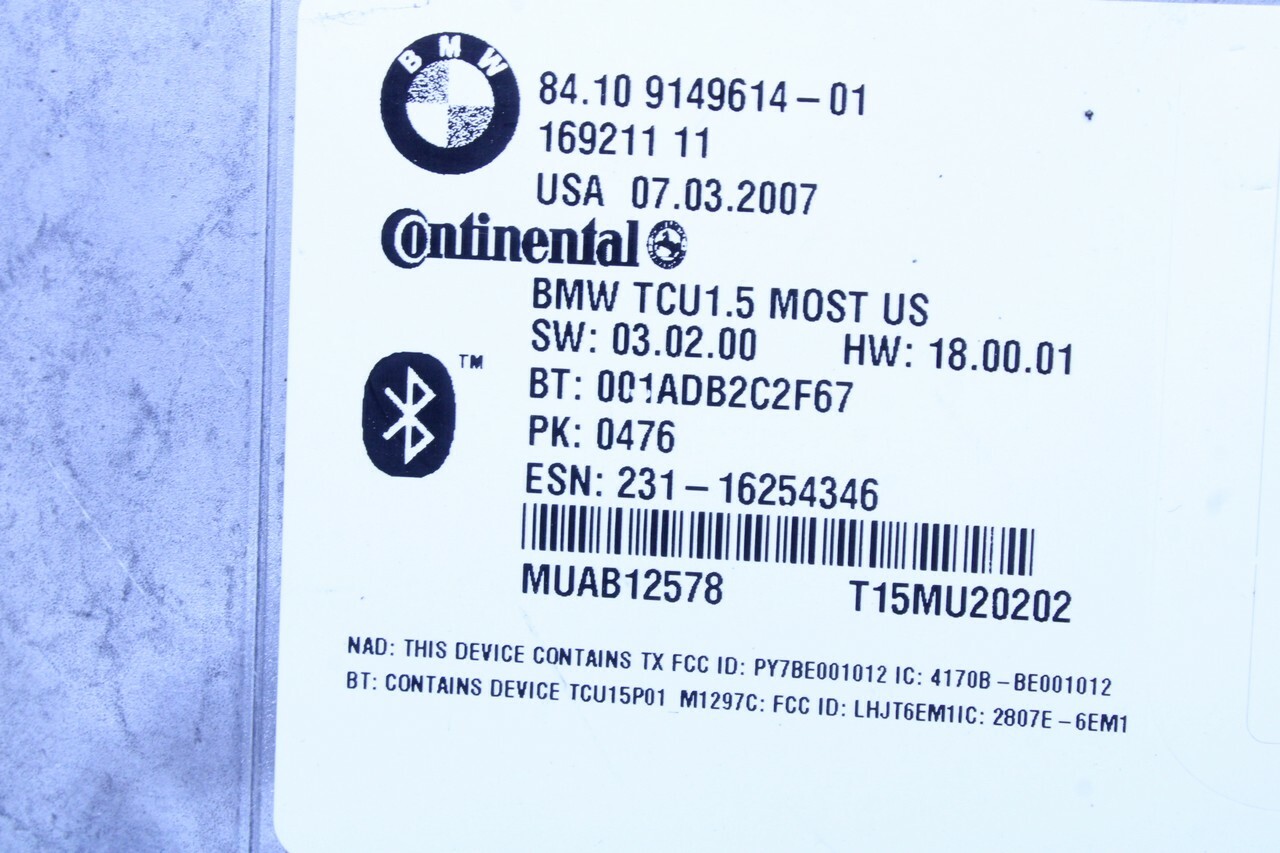 BMW
84.10 9149614-01
169211 11
USA 07.03.2007
Continental
BMW TCU1.5 MOST US
SW: 03.02.00 HW: 18.00.01
TM
BT: 001ADB2C2F67
PK: 0476
ESN: 231-16254346
MUAB12578 T15MU20202
NAD: THIS DEVICE CONTAINS TX FCC ID: PY7BE001012 IC: 4170B-BE001012
BT: CONTAINS DEVICE TCU15P01 M1297C: FCC ID: LHJT6EM1IC: 2807E-6EM1